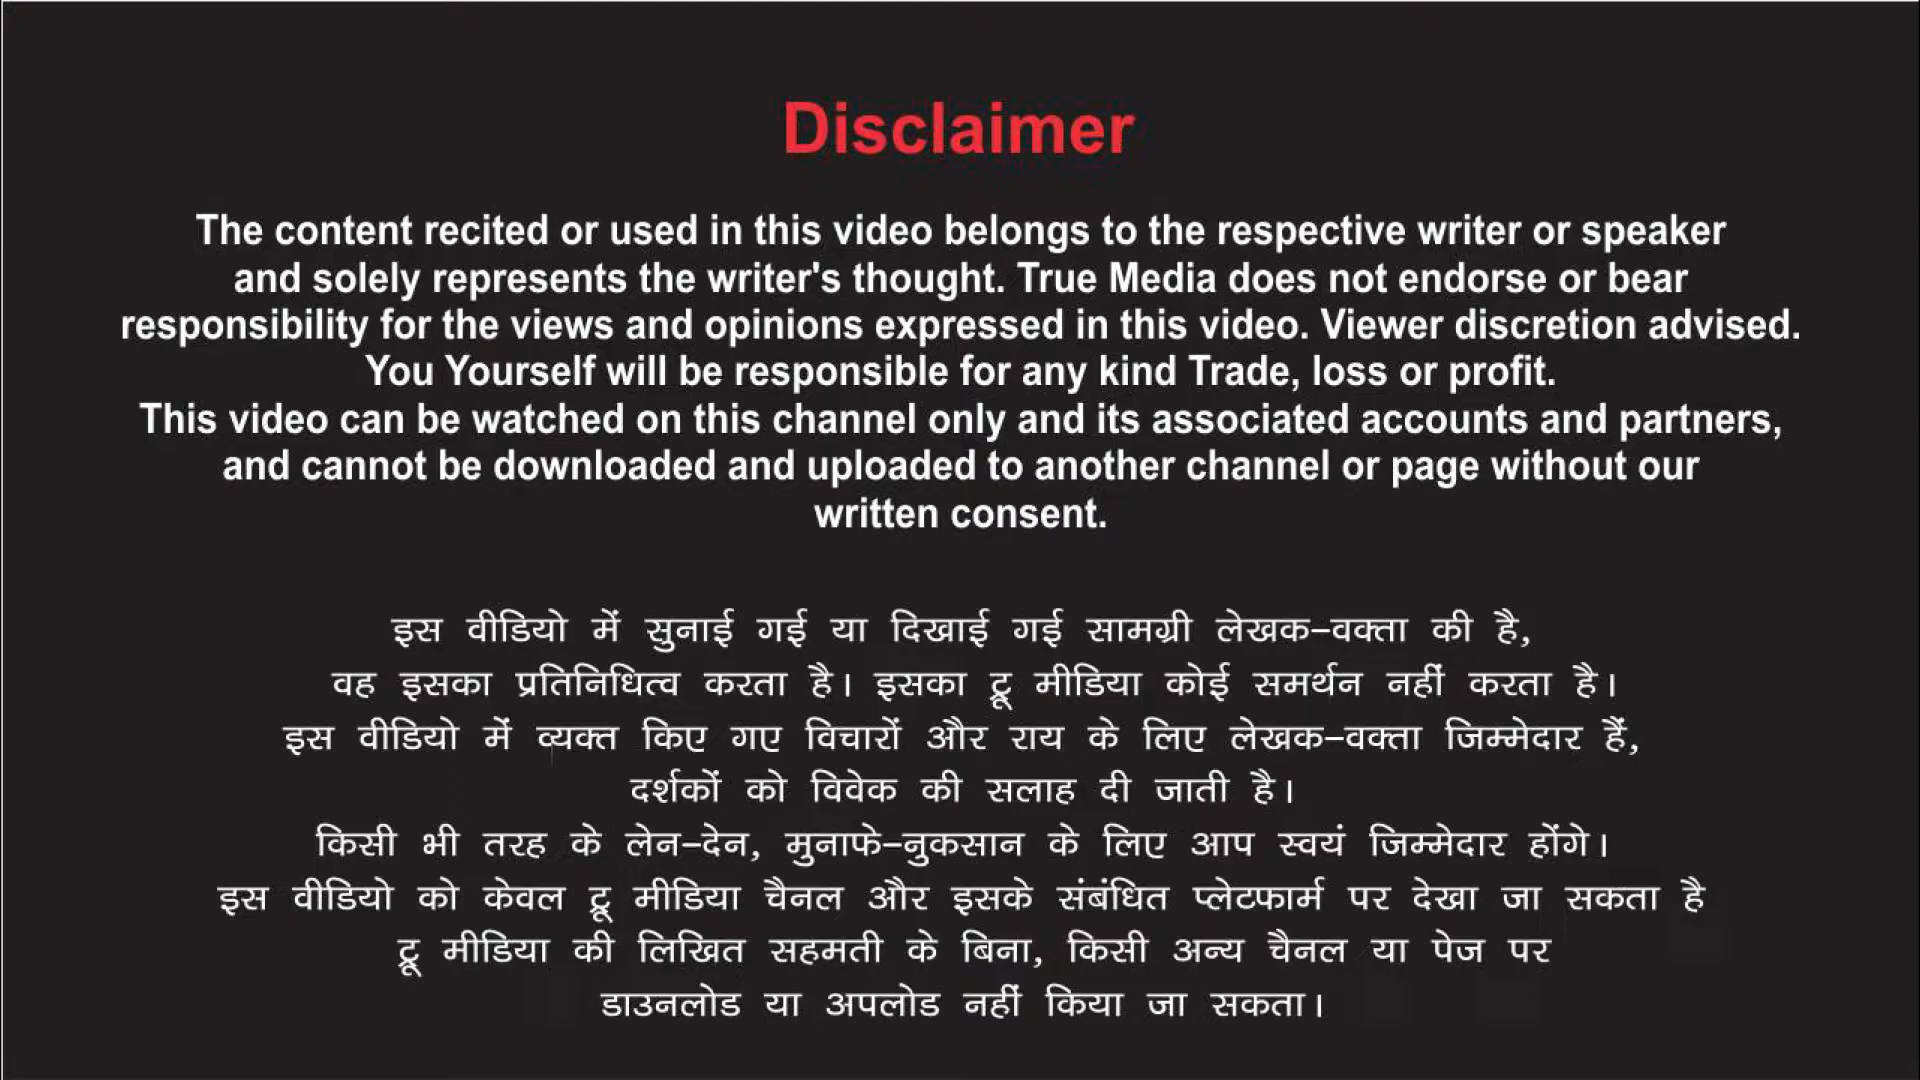 Disclaimer
The content recited or used in this video belongs to the respective writer or speaker
and solely represents the writer's thought. True Media does not endorse or bear
responsibility for the views and opinions expressed in this video. Viewer discretion advised.
You Yourself will be responsible for any kind Trade, loss or profit.
This video can be watched on this channel only and its associated accounts and partners,
and cannot be downloaded and uploaded to another channel or page without our
written consent.
इस वीडियो में सुनाई गई या दिखाई गई सामग्री लेखक–वक्ता की है,
वह इसका प्रतिनिधित्व करता है। इसका ट्रू मीडिया कोई समर्थन नहीं करता है।
इस वीडियो में व्यक्त किए गए विचारों और राय के लिए लेखक–वक्ता जिम्मेदार हैं,
दर्शकों को विवेक की सलाह दी जाती है।
किसी भी तरह के लेन–देन, मुनाफे–नुकसान के लिए आप स्वयं जिम्मेदार होंगे।
इस वीडियो को केवल ट्रू मीडिया चैनल और इसके संबंधित प्लेटफार्म पर देखा जा सकता है
ट्रू मीडिया की लिखित सहमती के बिना, किसी अन्य चैनल या पेज पर
डाउनलोड या अपलोड नहीं किया जा सकता।